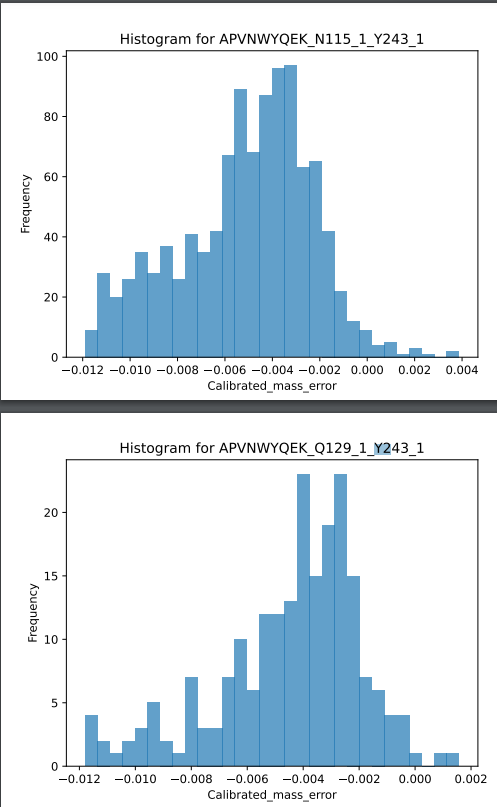 Histogram for APVNWYQEK_N115_1_Y243_1
100
80
60
40
20
0
Frequency
−0.012 −0.010 −0.008 −0.006 −0.004 −0.002 0.000 0.002 0.004
Calibrated_mass_error
Histogram for APVNWYQEK_Q129_1_Y243_1
20
15
10
5
0
Frequency
−0.012 −0.010 −0.008 −0.006 −0.004 −0.002 0.000 0.002
Calibrated_mass_error